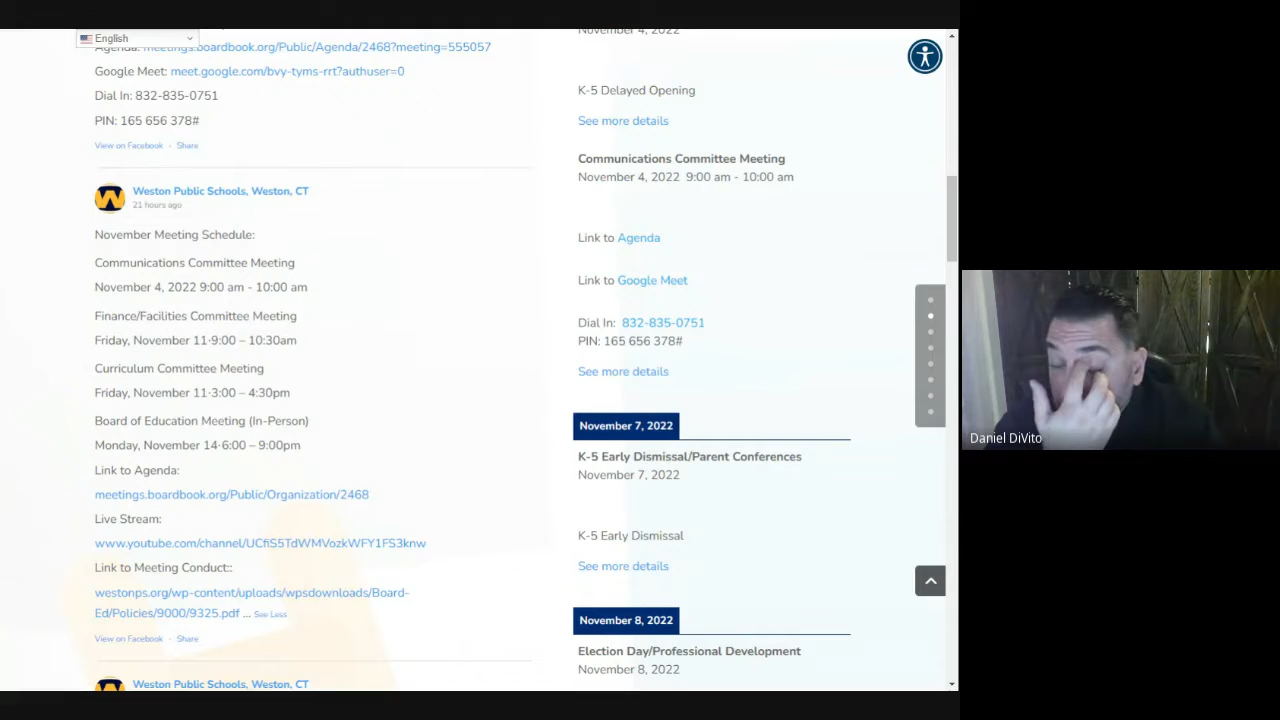 English
Agenda: meetings.boardbook.org/Public/Agenda/2468?meeting=555057
Google Meet: meet.google.com/bvy-tyms-rrt?authuser=0
Dial In: 832-835-0751
PIN: 165 656 378#
View on Facebook · Share
Weston Public Schools, Weston, CT
21 hours ago
November Meeting Schedule:
Communications Committee Meeting
November 4, 2022 9:00 am - 10:00 am
Finance/Facilities Committee Meeting
Friday, November 11·9:00 – 10:30am
Curriculum Committee Meeting
Friday, November 11·3:00 – 4:30pm
Board of Education Meeting (In-Person)
Monday, November 14·6:00 – 9:00pm
Link to Agenda:
meetings.boardbook.org/Public/Organization/2468
Live Stream:
www.youtube.com/channel/UCfiS5TdWMVozkWFY1FS3knw
Link to Meeting Conduct::
westonps.org/wp-content/uploads/wpsdownloads/Board-
Ed/Policies/9000/9325.pdf ... See Less
View on Facebook · Share
Weston Public Schools, Weston, CT
November 4, 2022
K-5 Delayed Opening
See more details
Communications Committee Meeting
November 4, 2022 9:00 am - 10:00 am
Link to Agenda
Link to Google Meet
Dial In: 832-835-0751
PIN: 165 656 378#
See more details
November 7, 2022
K-5 Early Dismissal/Parent Conferences
November 7, 2022
K-5 Early Dismissal
See more details
November 8, 2022
Election Day/Professional Development
November 8, 2022
Daniel DiVito